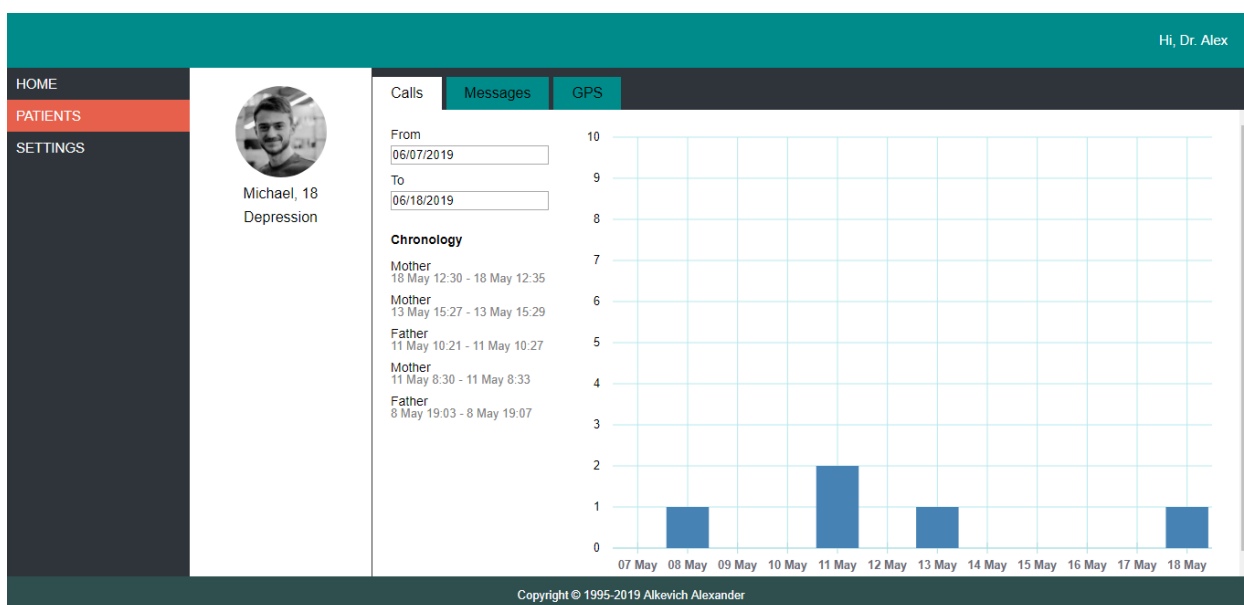 Hi, Dr. Alex
HOME
PATIENTS
SETTINGS
Michael, 18
Depression
Calls
Messages
GPS
From
06/07/2019
To
06/18/2019
Chronology
Mother
18 May 12:30 - 18 May 12:35
Mother
13 May 15:27 - 13 May 15:29
Father
11 May 10:21 - 11 May 10:27
Mother
11 May 8:30 - 11 May 8:33
Father
8 May 19:03 - 8 May 19:07
10
9
8
7
6
5
4
3
2
1
0
07 May 08 May 09 May 10 May 11 May 12 May 13 May 14 May 15 May 16 May 17 May 18 May
Copyright © 1995-2019 Alkevich Alexander